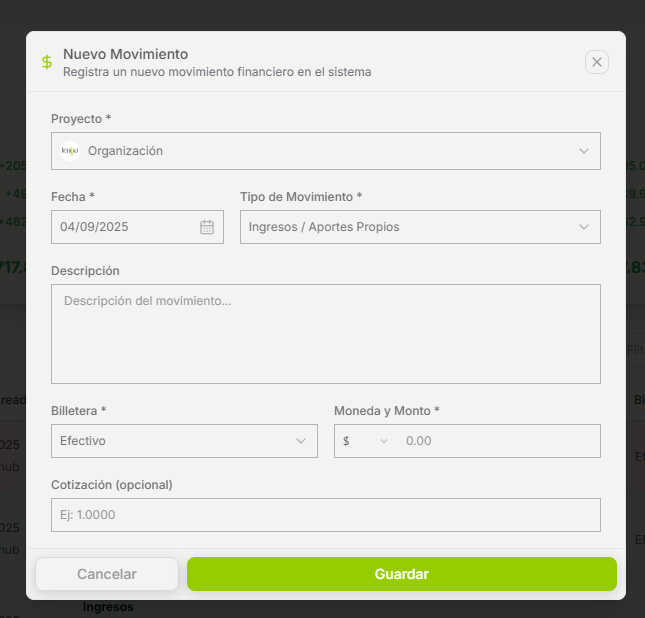 Nuevo Movimiento
Registra un nuevo movimiento financiero en el sistema
Proyecto *
Organización
Fecha *
Tipo de Movimiento *
04/09/2025
Ingresos / Aportes Propios
Descripción
Descripción del movimiento...
Billetera *
Moneda y Monto *
Efectivo
$
0.00
Cotización (opcional)
Ej: 1.0000
Cancelar
Guardar
Ingresos